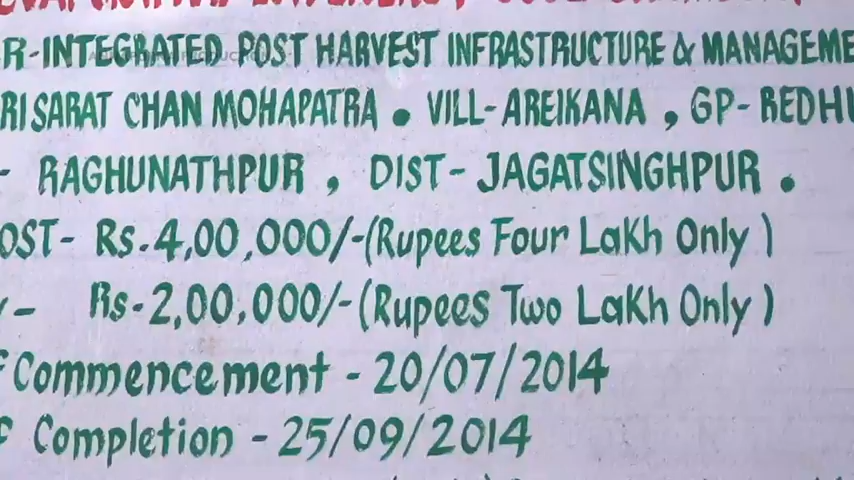 R-INTEGRATED POST HARVEST INFRASTRUCTURE & MANAGEME
RI SARAT CHAN MOHAPATRA . VILL-AREIKANA , GP- REDHU
- RAGHUNATHPUR , DIST- JAGATSINGHPUR .
OST- Rs.4,00,000/-(Rupees Four Lakh Only )
Y- Rs-2,00,000/-(Rupees Two Lakh Only )
F Commencement - 20/07/2014
F Completion - 25/09/2014